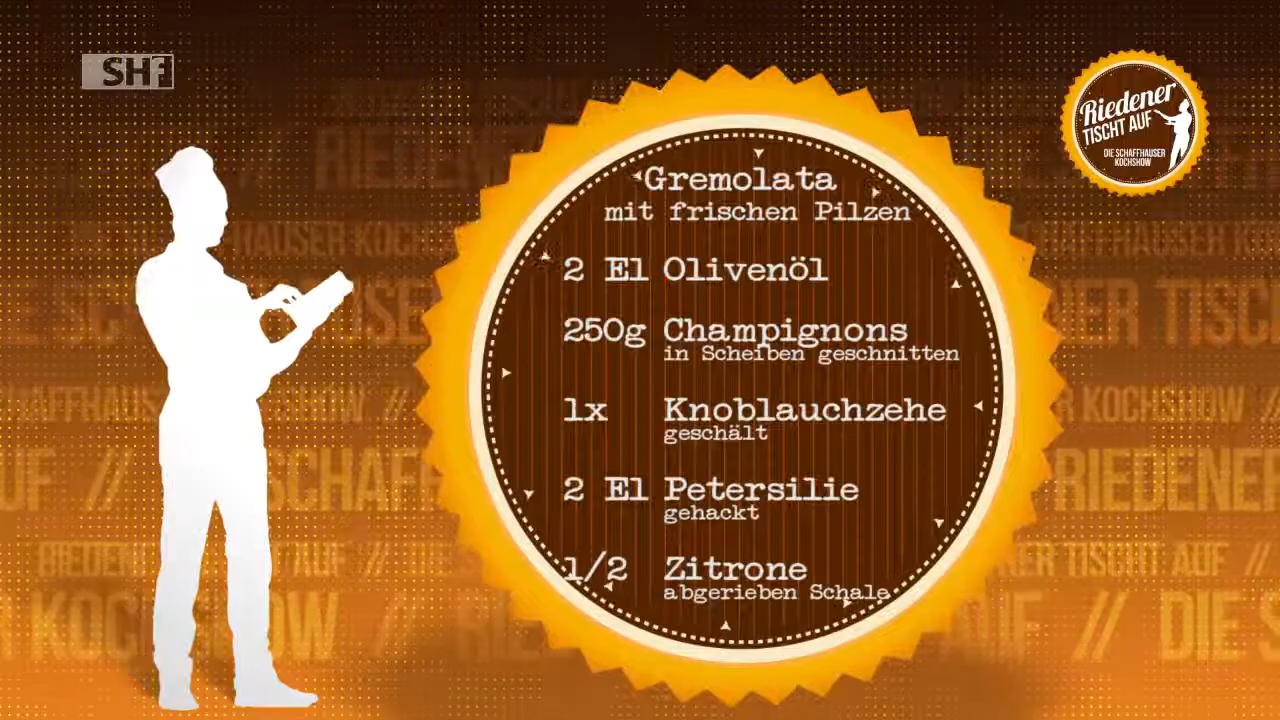 SHf
Riedener
TISCHT AUF
DIE SCHAFFHAUSER
KOCHSHOW
Gremolata
mit frischen Pilzen
2 El Olivenöl
250g Champignons
in Scheiben geschnitten
1x Knoblauchzehe
geschält
2 El Petersilie
gehackt
1/2 Zitrone
abgerieben Schale